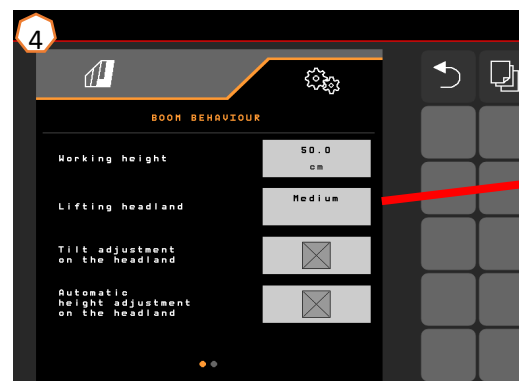 4
BOOM BEHAVIOUR
Working height
50.0
cm
Lifting headland
Medium
Tilt adjustment
on the headland
Automatic
height adjustment
on the headland